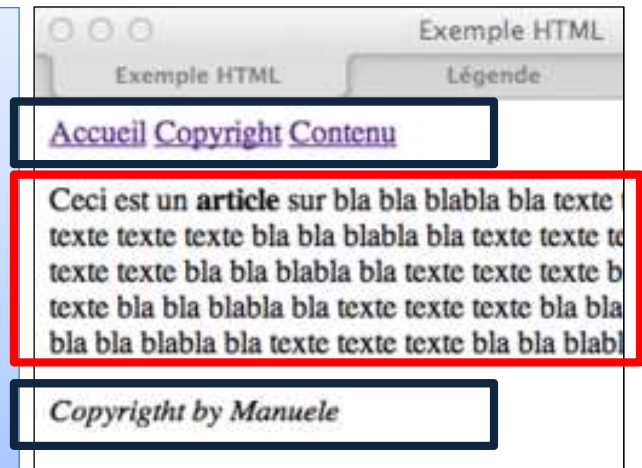 Exemple HTML
Exemple HTML Légende
Accueil Copyright Contenu
Ceci est un article sur bla bla blabla bla texte
texte texte texte bla bla blabla bla texte texte
texte texte bla bla blabla bla texte texte texte
texte bla bla blabla bla texte texte texte bla bla
bla bla blabla bla texte texte texte bla bla
Copyrigtht by Manuele